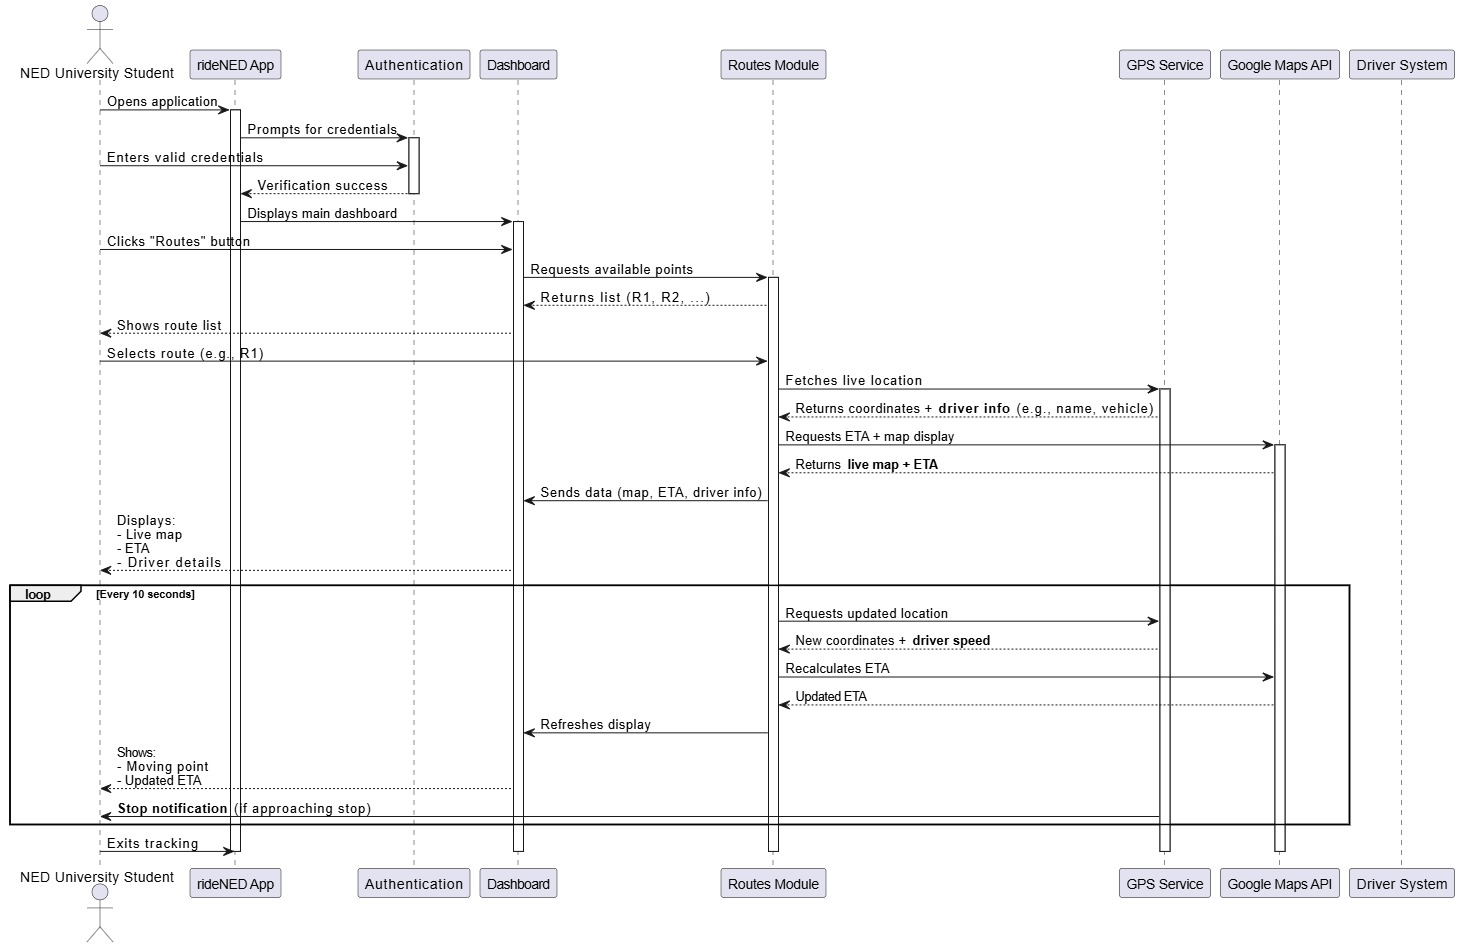 NED University Student
rideNED App
Authentication
Dashboard
Routes Module
GPS Service
Google Maps API
Driver System
Opens application
Prompts for credentials
Enters valid credentials
Verification success
Displays main dashboard
Clicks "Routes" button
Requests available points
Returns list (R1, R2, ...)
Shows route list
Selects route (e.g., R1)
Fetches live location
Returns coordinates + driver info (e.g., name, vehicle)
Requests ETA + map display
Returns live map + ETA
Sends data (map, ETA, driver info)
Displays:
- Live map
- ETA
- Driver details
loop [Every 10 seconds]
Requests updated location
New coordinates + driver speed
Recalculates ETA
Updated ETA
Refreshes display
Shows:
- Moving point
- Updated ETA
Stop notification (if approaching stop)
Exits tracking
NED University Student
rideNED App
Authentication
Dashboard
Routes Module
GPS Service
Google Maps API
Driver System